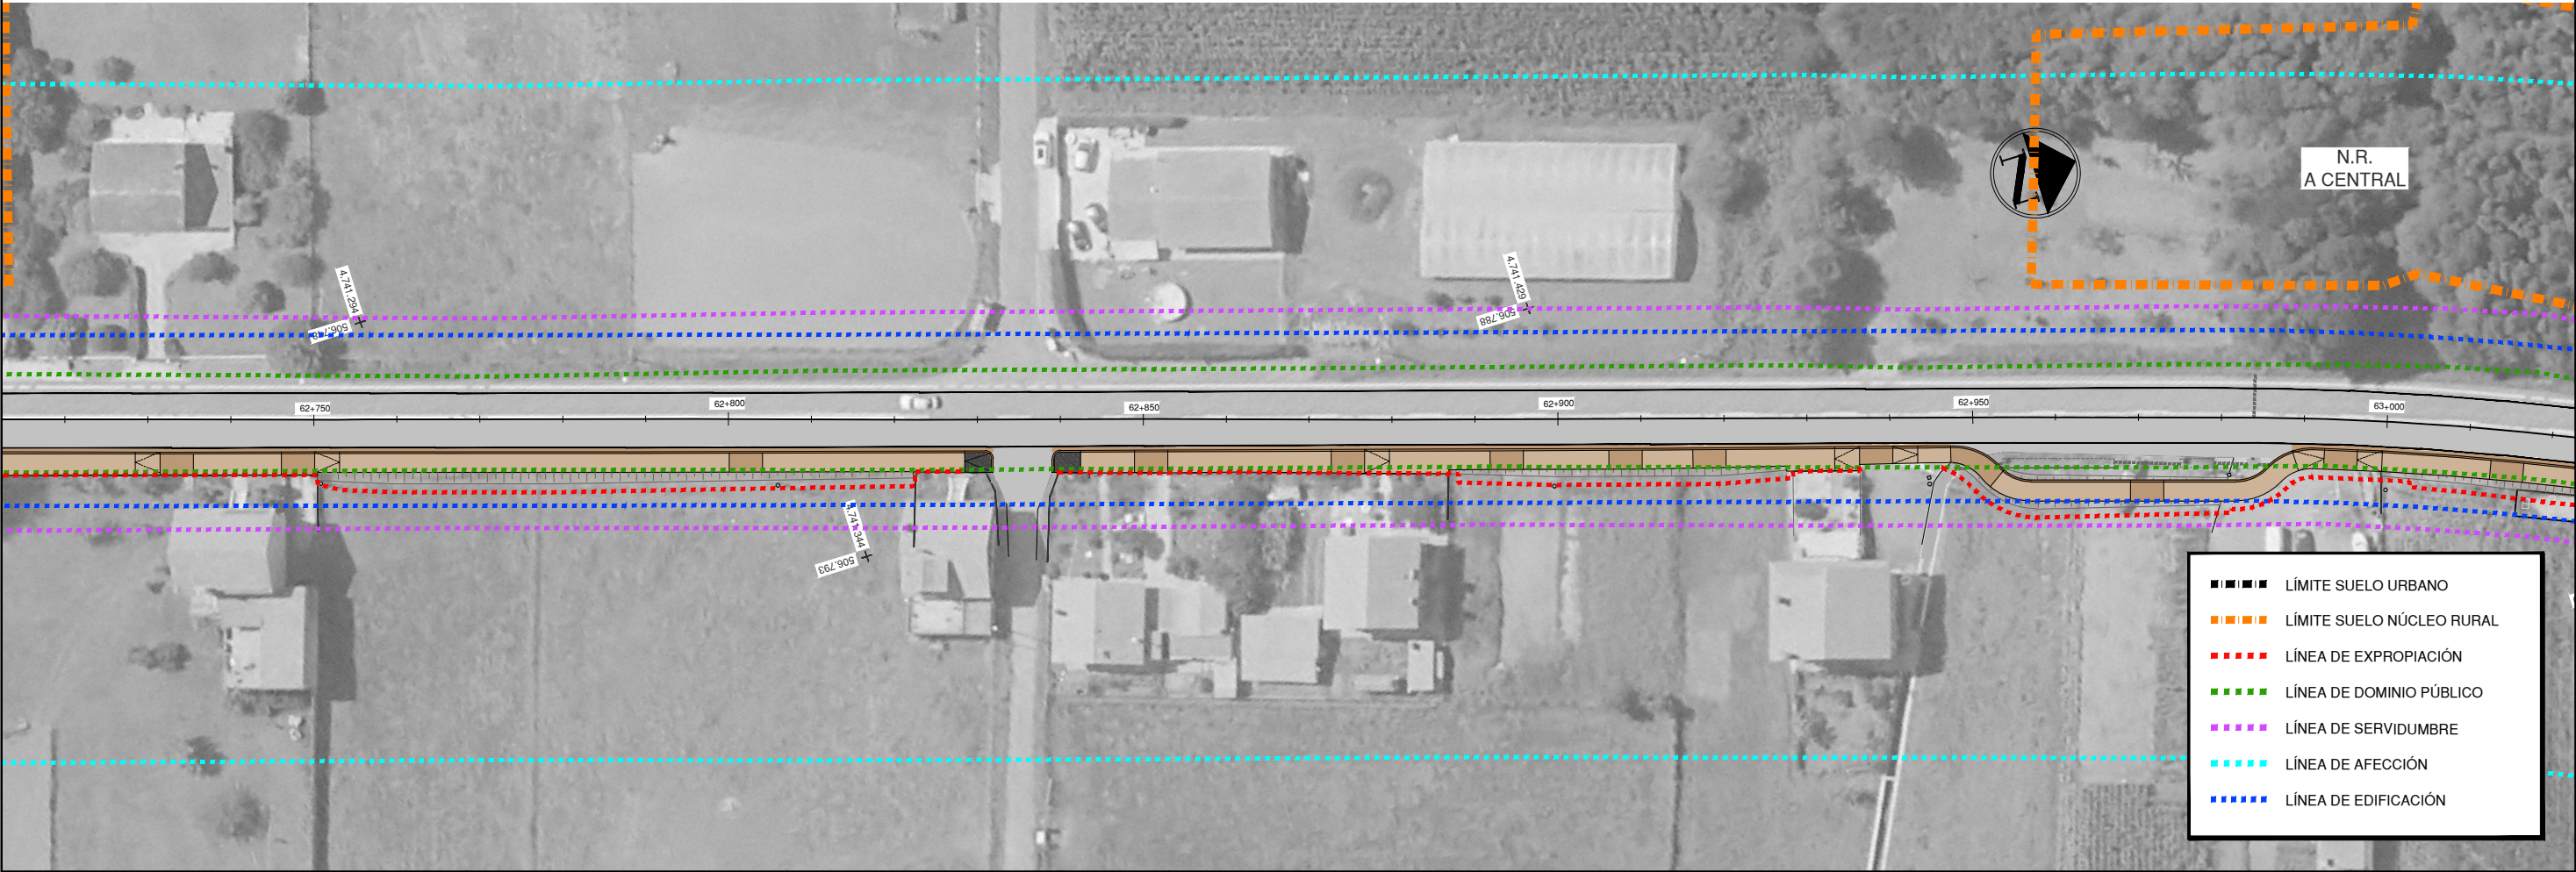 N.R.
A CENTRAL
4.741.294
4.741.429
506.788
62+750
62+800
62+850
62+900
62+950
63+000
4.741.344
506.793
LÍMITE SUELO URBANO
LÍMITE SUELO NÚCLEO RURAL
LÍNEA DE EXPROPIACIÓN
LÍNEA DE DOMINIO PÚBLICO
LÍNEA DE SERVIDUMBRE
LÍNEA DE AFECCIÓN
LÍNEA DE EDIFICACIÓN